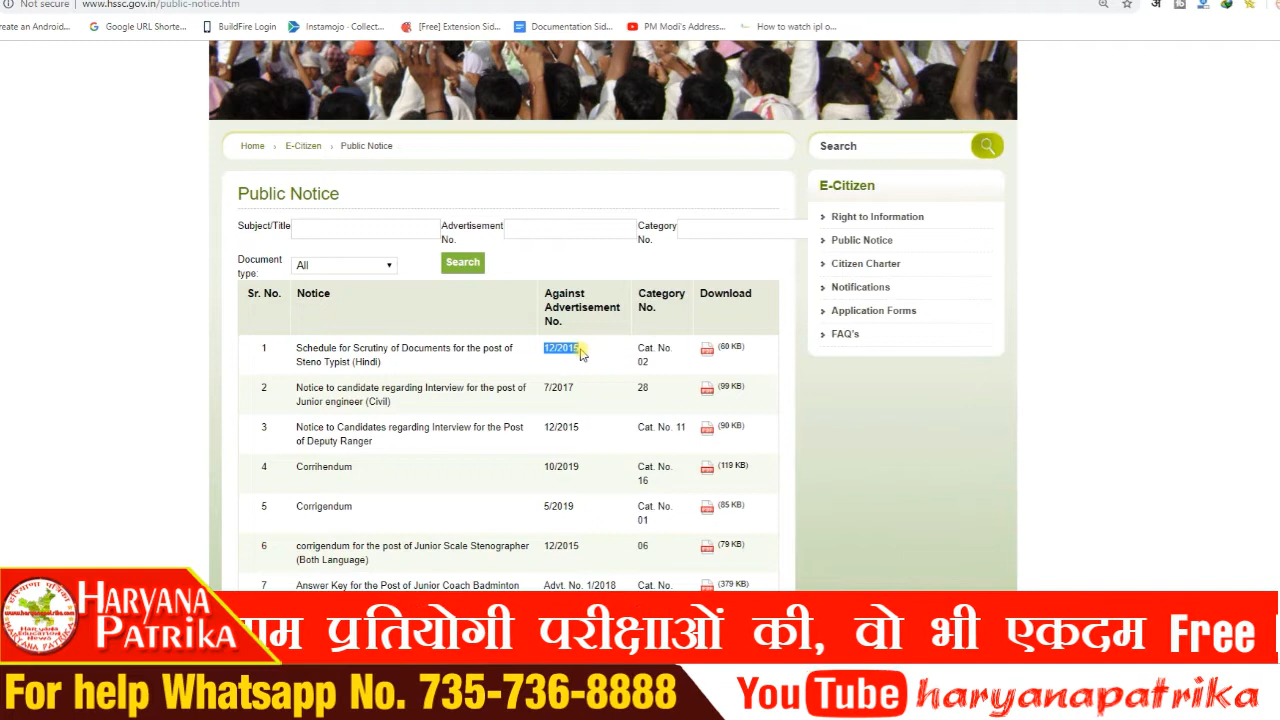 Not secure www.hssc.gov.in/public-notice.htm
reate an Android... Google URL Shorte... BuildFire Login Instamojo - Collect... [Free] Extension Sid... Documentation Sid... PM Modi's Address... How to watch ipl o...
Home › E-Citizen › Public Notice
Search
Public Notice
E-Citizen
Right to Information
Public Notice
Citizen Charter
Notifications
Application Forms
FAQ's
Subject/Title Advertisement No. Category No.
Document type: All Search
Sr. No. Notice Against Advertisement No. Category No. Download
1 Schedule for Scrutiny of Documents for the post of Steno Typist (Hindi) 12/2015 Cat. No. 02 (60 KB)
2 Notice to candidate regarding Interview for the post of Junior engineer (Civil) 7/2017 28 (99 KB)
3 Notice to Candidates regarding Interview for the Post of Deputy Ranger 12/2015 Cat. No. 11 (90 KB)
4 Corrihendum 10/2019 Cat. No. 16 (119 KB)
5 Corrigendum 5/2019 Cat. No. 01 (85 KB)
6 corrigendum for the post of Junior Scale Stenographer (Both Language) 12/2015 06 (79 KB)
7 Answer Key for the Post of Junior Coach Badminton Advt. No. 1/2018 Cat. No. (379 KB)
HARYANA PATRIKA
प्रतियोगी परीक्षाओं की, वो भी एकदम Free
For help Whatsapp No. 735-736-8888
YouTube haryanapatrika